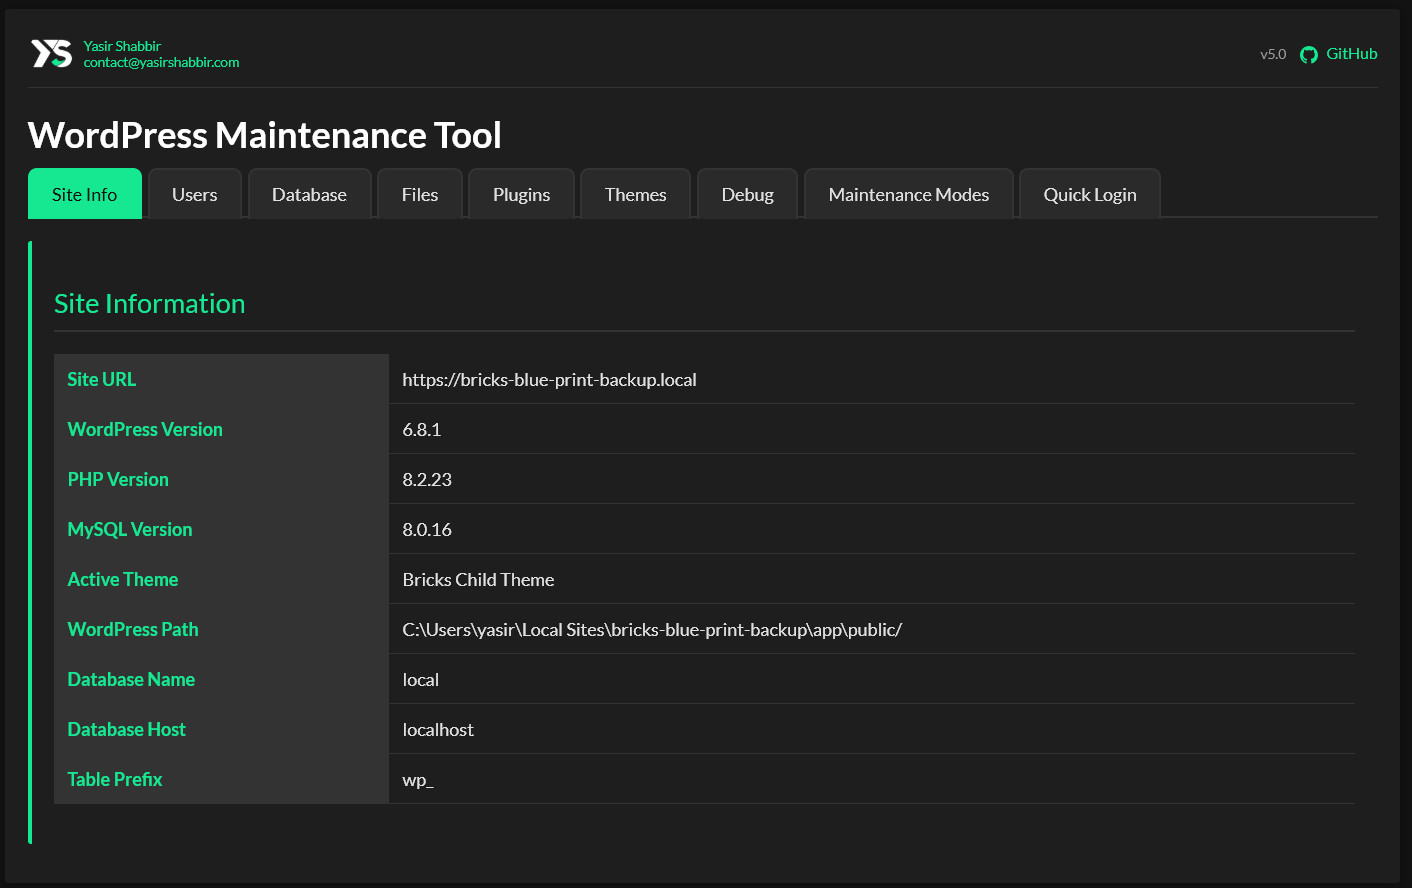 YS
Yasir Shabbir
contact@yasirshabbir.com
v5.0 GitHub
WordPress Maintenance Tool
Site Info Users Database Files Plugins Themes Debug Maintenance Modes Quick Login
Site Information
Site URL https://bricks-blue-print-backup.local
WordPress Version 6.8.1
PHP Version 8.2.23
MySQL Version 8.0.16
Active Theme Bricks Child Theme
WordPress Path C:\Users\yasir\Local Sites\bricks-blue-print-backup\app\public/
Database Name local
Database Host localhost
Table Prefix wp_